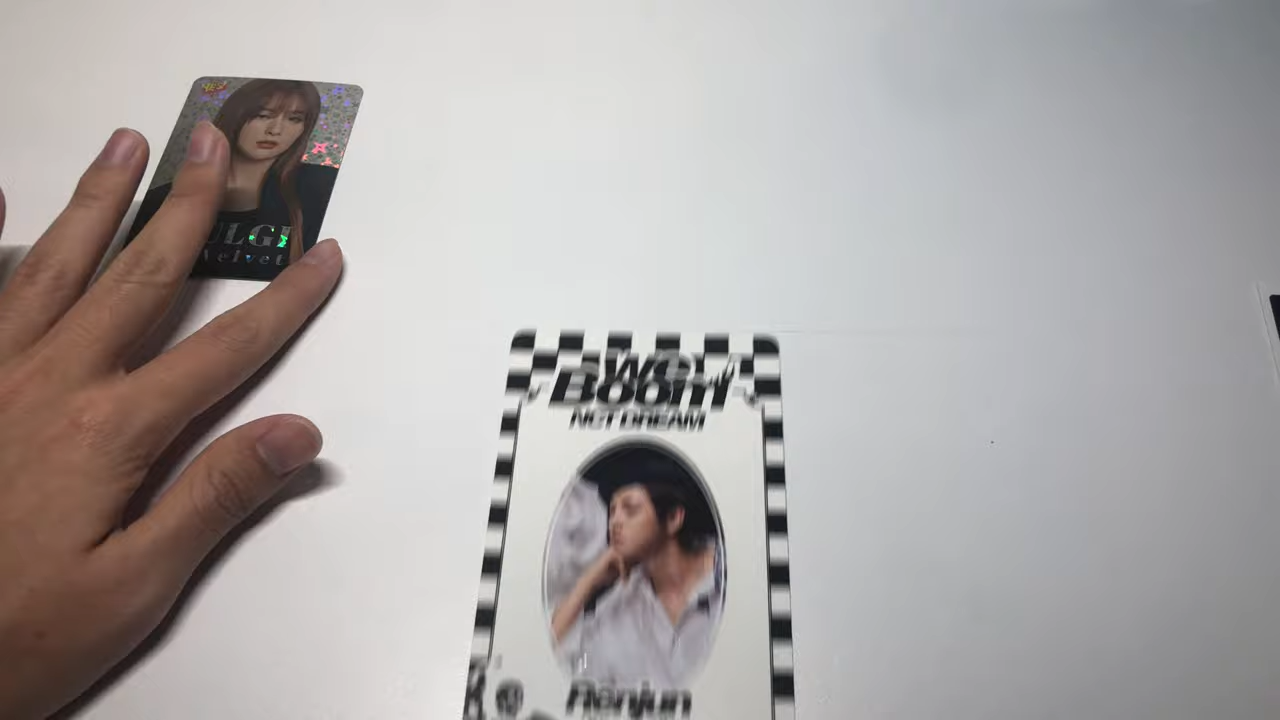 ULGI
Velvet
We
Boom
NCT DREAM
Renjun